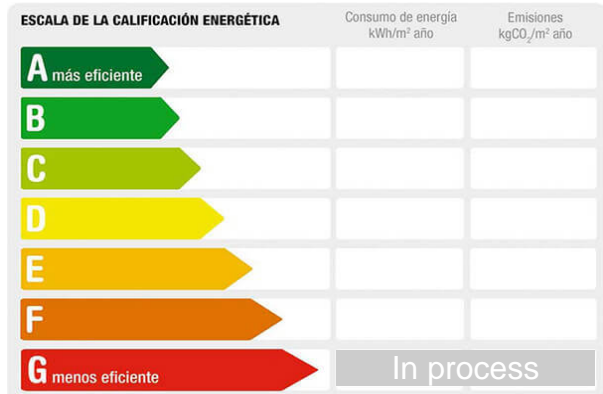 ESCALA DE LA CALIFICACIÓN ENERGÉTICA
Consumo de energía
kWh/m² año
Emisiones
kgCO₂/m² año
A más eficiente
B
C
D
E
F
G menos eficiente
In process